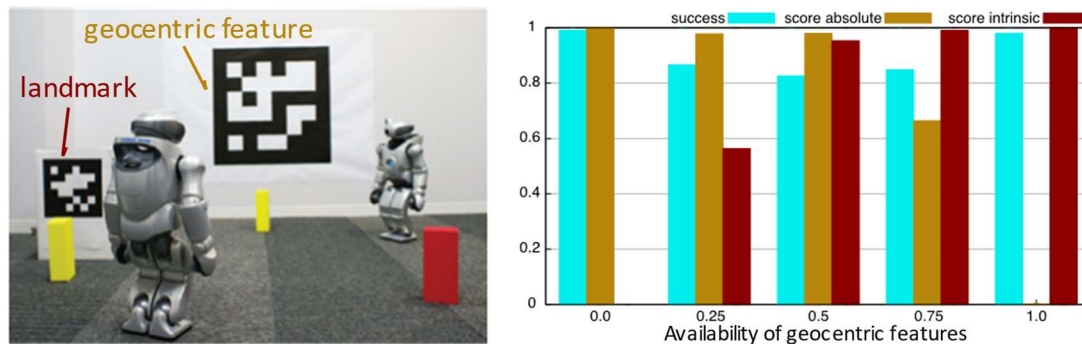 geocentric feature
landmark
success
score absolute
score intrinsic
1
0.8
0.6
0.4
0.2
0
0.0
0.25
0.5
0.75
1.0
Availability of geocentric features